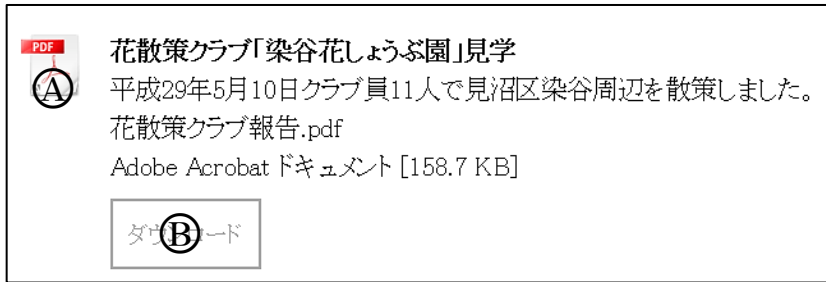 PDF
花散策クラブ「染谷花しょうぶ園」見学
Ⓐ
平成29年5月10日クラブ員11人で見沼区染谷周辺を散策しました。
花散策クラブ報告.pdf
Adobe Acrobat ドキュメント [158.7 KB]
ダウンロード
Ⓑ